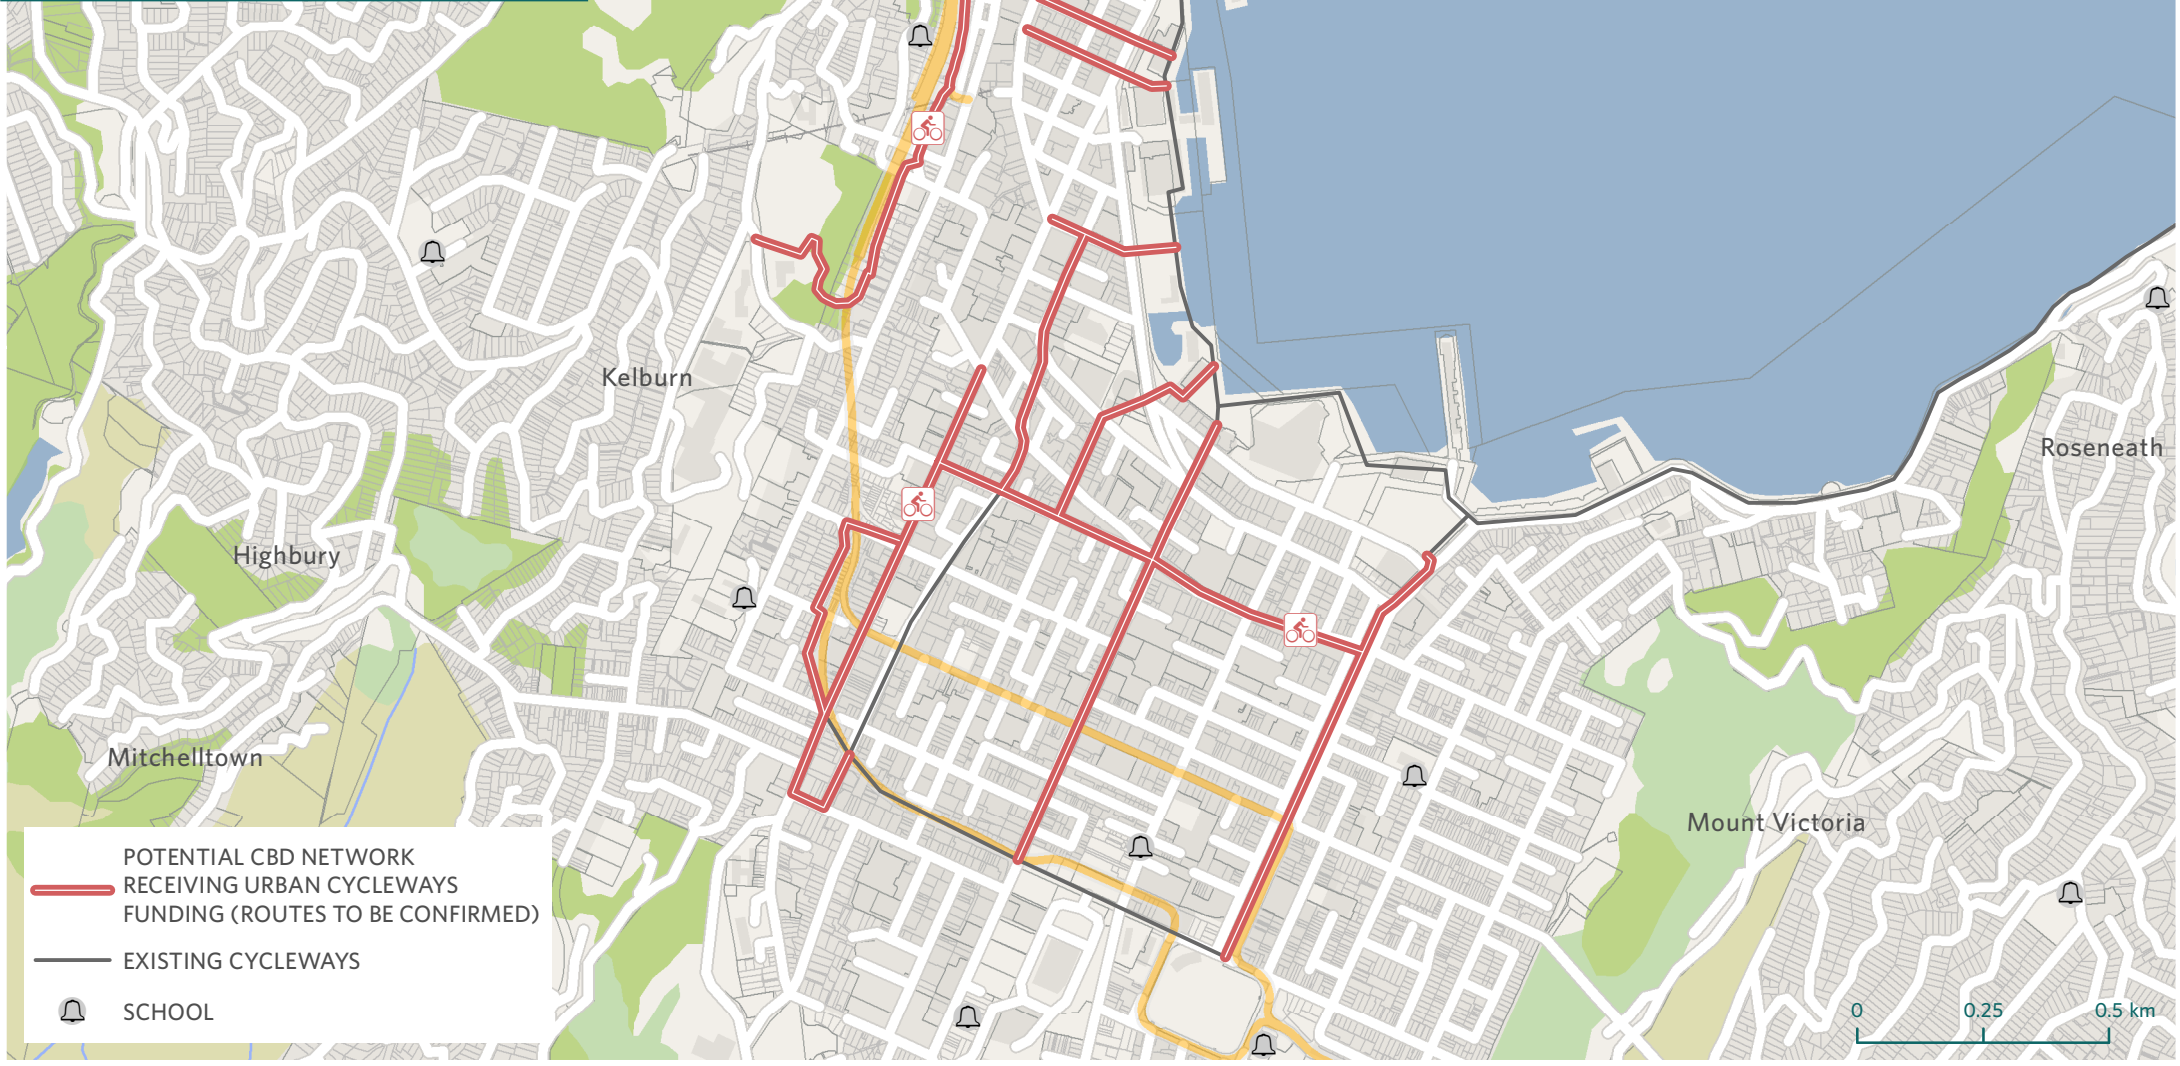 Kelburn
Roseneath
Highbury
Mitchelltown
Mount Victoria
POTENTIAL CBD NETWORK
RECEIVING URBAN CYCLEWAYS
FUNDING (ROUTES TO BE CONFIRMED)
EXISTING CYCLEWAYS
SCHOOL
0 0.25 0.5 km